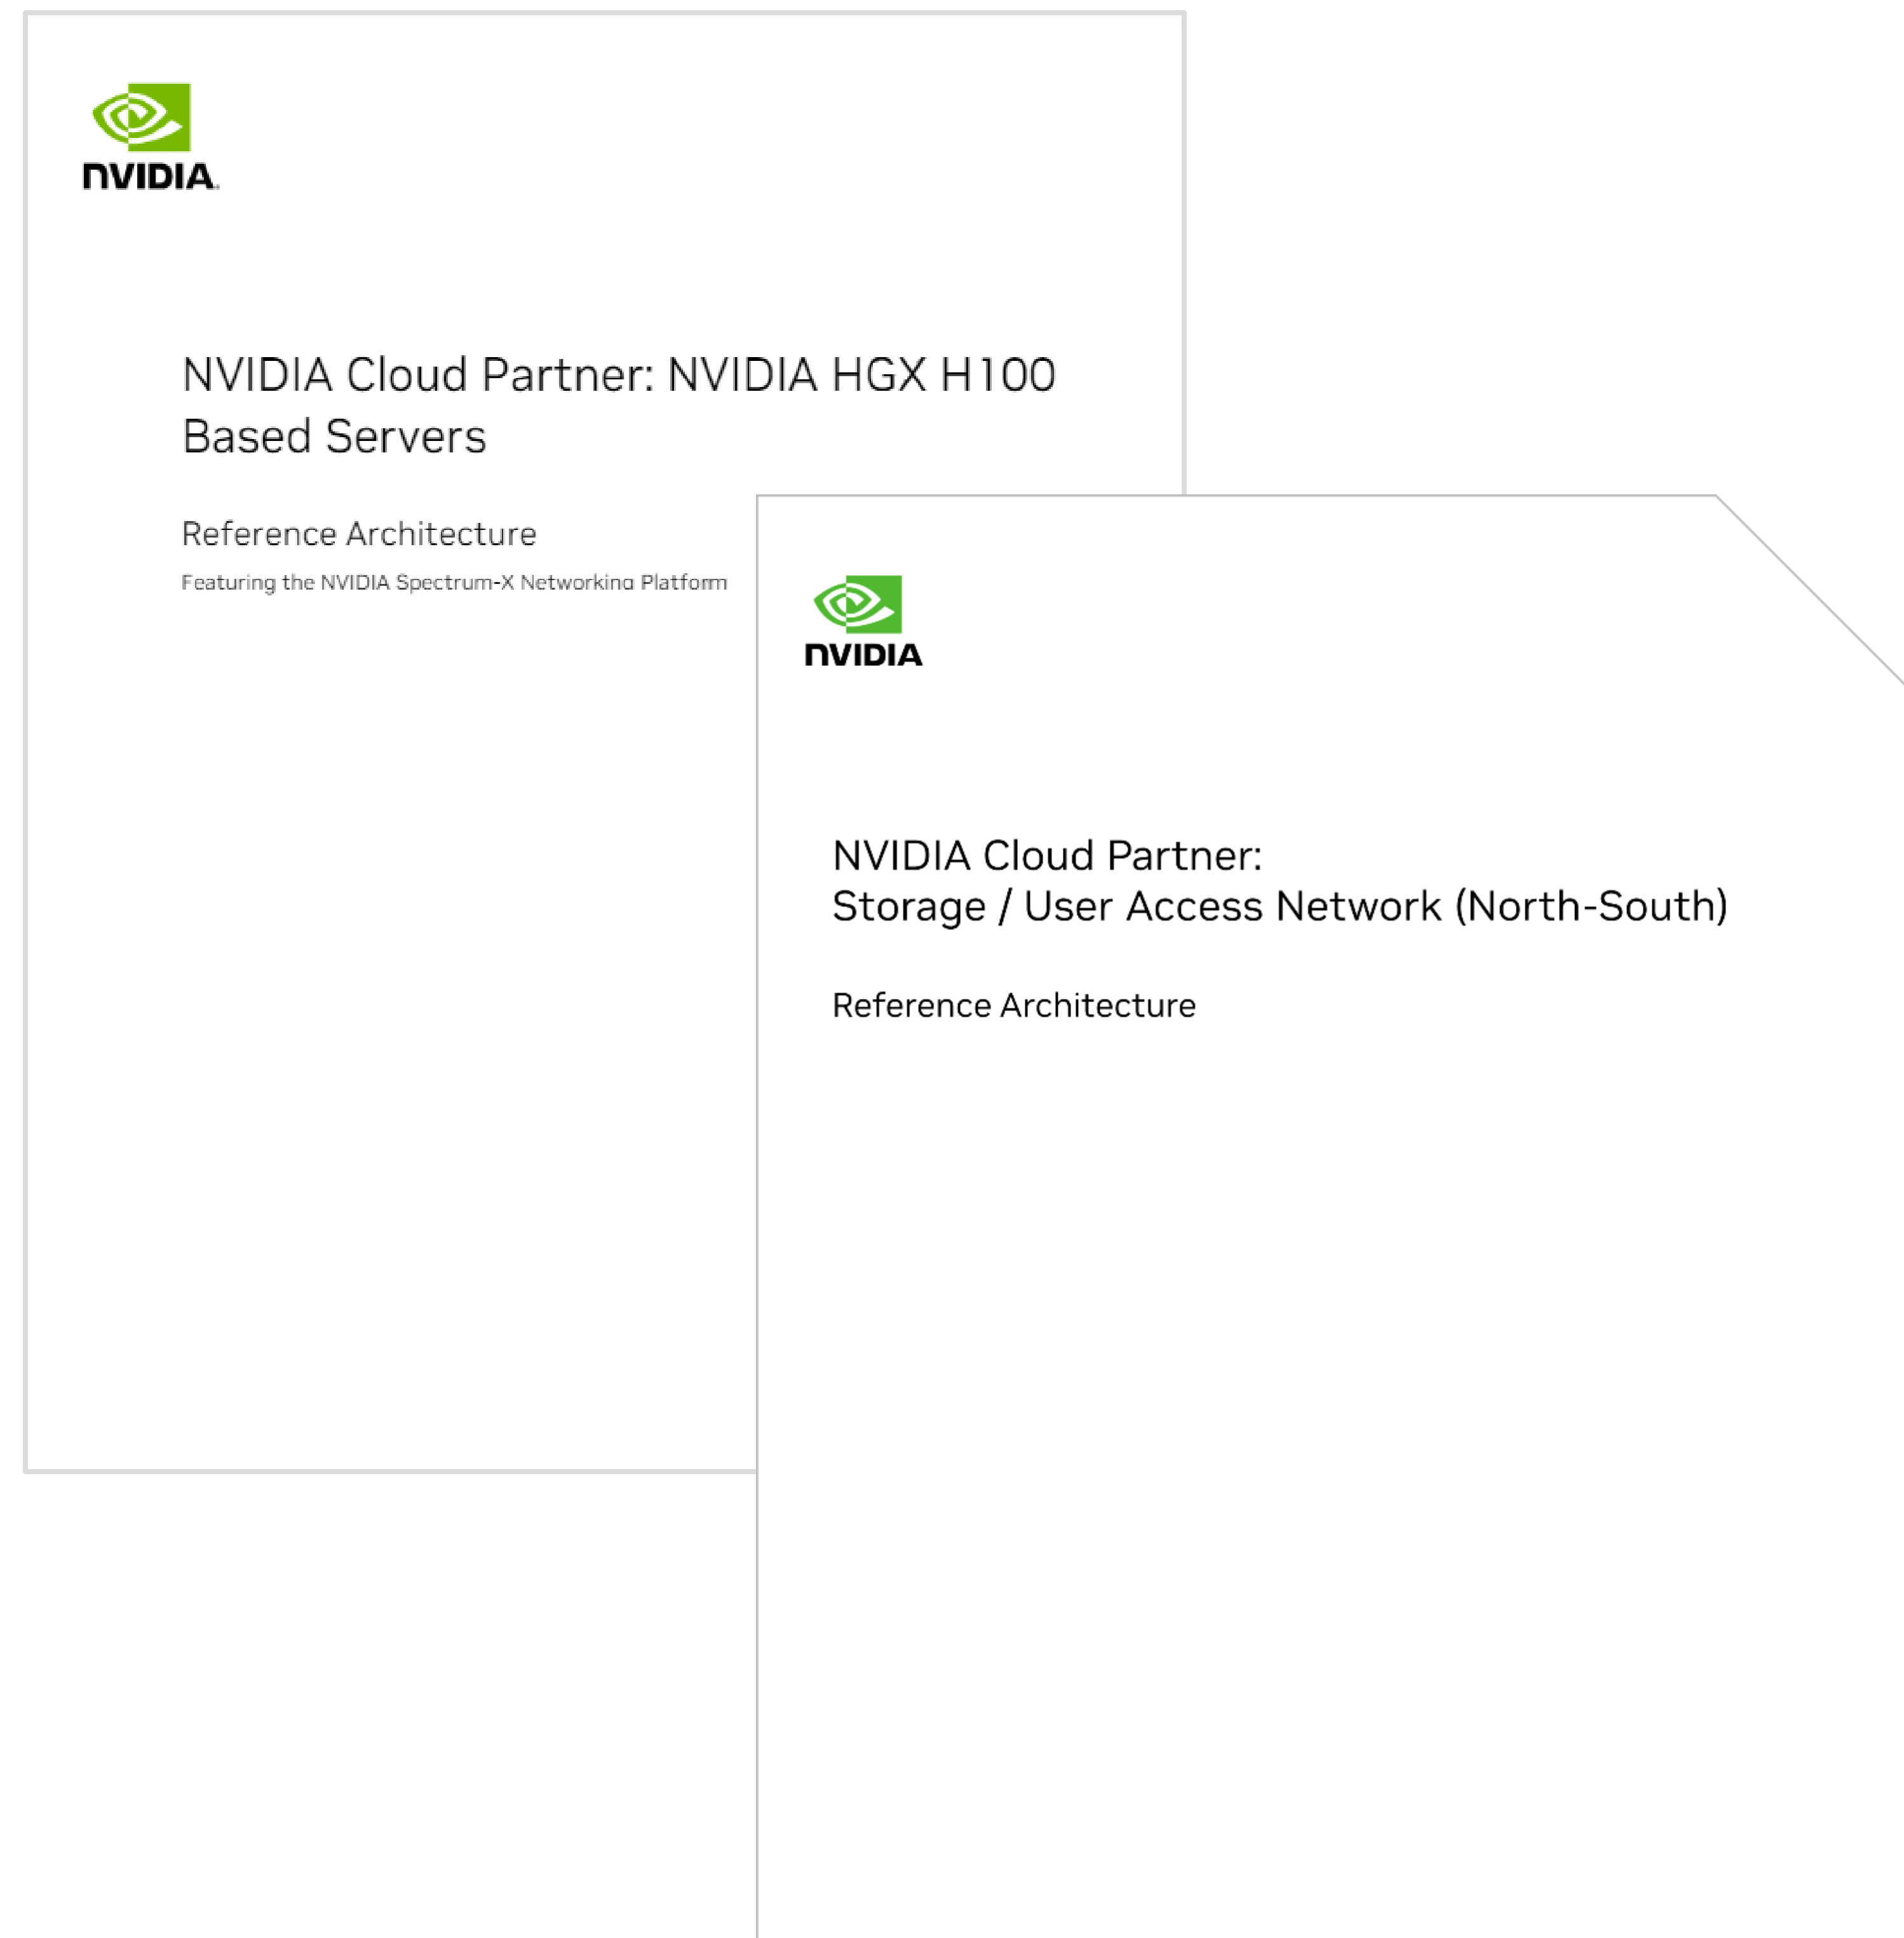 NVIDIA
NVIDIA Cloud Partner: NVIDIA HGX H100
Based Servers
Reference Architecture
Featuring the NVIDIA Spectrum-X Networking Platform
NVIDIA
NVIDIA Cloud Partner:
Storage / User Access Network (North-South)
Reference Architecture